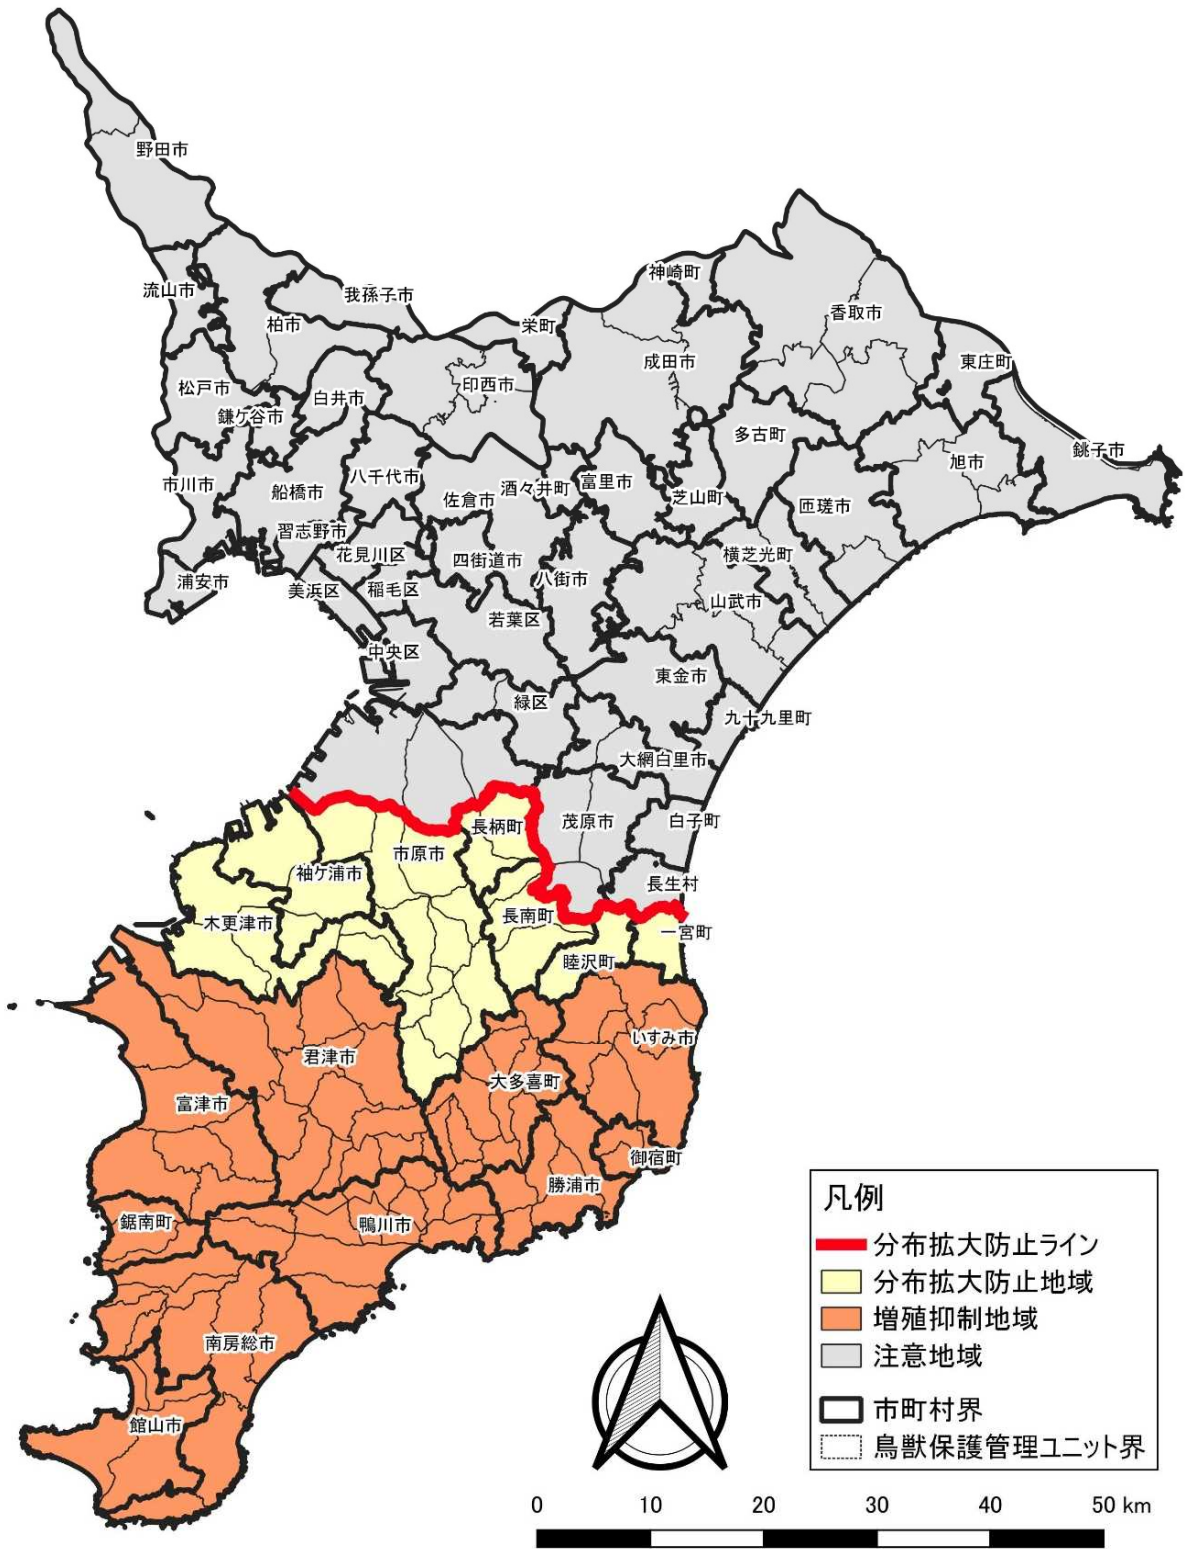 野田市
流山市
我孫子市
柏市
神崎町
栄町
香取市
成田市
東庄町
松戸市
印西市
白井市
鎌ケ谷市
多古町
銚子市
旭市
市川市
船橋市
八千代市
佐倉市
酒々井町
富里市
芝山町
匝瑳市
習志野市
花見川区
四街道市
横芝光町
浦安市
美浜区
稲毛区
八街市
山武市
若葉区
中央区
東金市
緑区
九十九里町
大網白里市
長柄町
茂原市
白子町
市原市
袖ケ浦市
長生村
木更津市
長南町
一宮町
睦沢町
いすみ市
君津市
大多喜町
富津市
御宿町
勝浦市
鋸南町
鴨川市
南房総市
館山市
凡例
分布拡大防止ライン
分布拡大防止地域
増殖抑制地域
注意地域
市町村界
鳥獣保護管理ユニット界
0 10 20 30 40 50 km